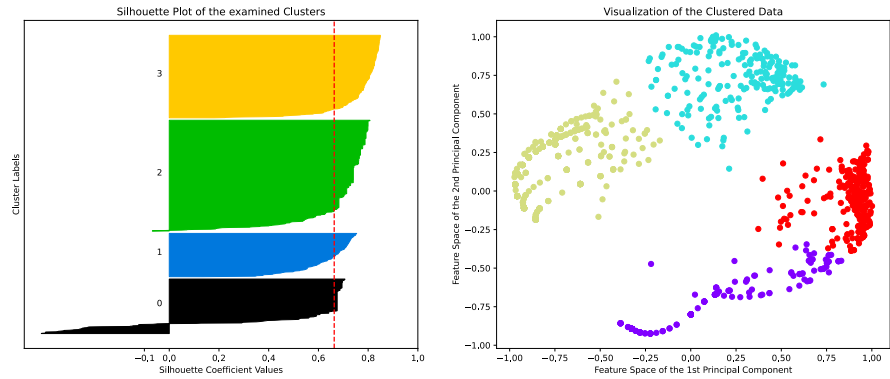 Silhouette Plot of the examined Clusters
Cluster Labels
3
2
1
0
−0,1 0,0 0,2 0,4 0,6 0,8 1,0
Silhouette Coefficient Values
Visualization of the Clustered Data
Feature Space of the 2nd Principal Component
1,00
0,75
0,50
0,25
0,00
−0,25
−0,50
−0,75
−1,00
−1,00 −0,75 −0,50 −0,25 0,00 0,25 0,50 0,75 1,00
Feature Space of the 1st Principal Component